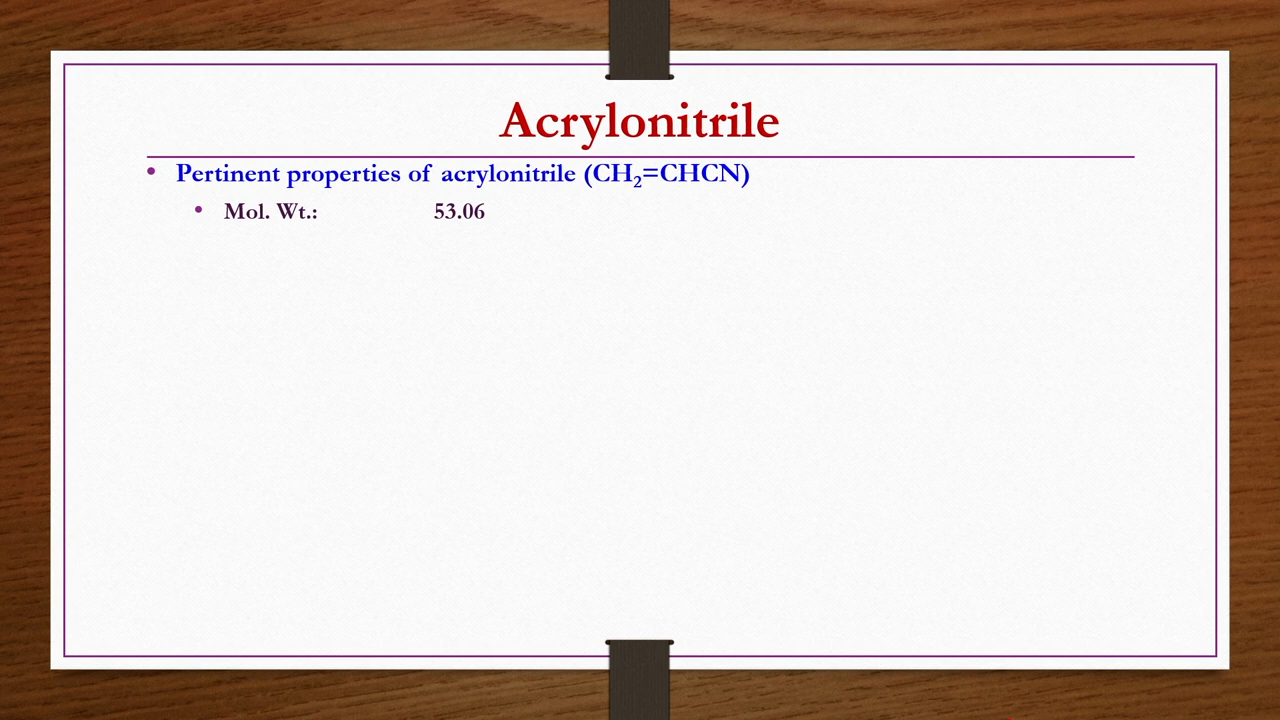 Acrylonitrile
• Pertinent properties of acrylonitrile (CH₂=CHCN)
• Mol. Wt.: 53.06